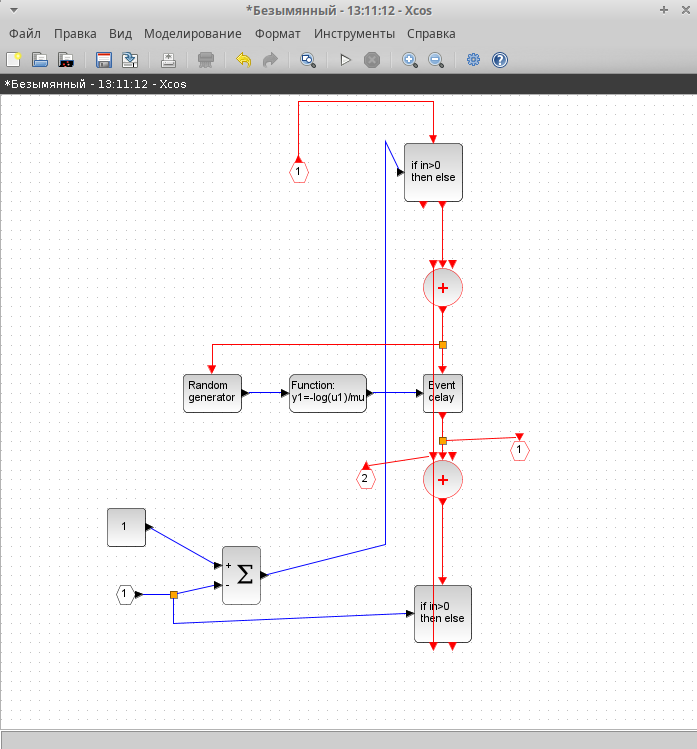 *Безымянный - 13:11:12 - Xcos
Файл Правка Вид Моделирование Формат Инструменты Справка
*Безымянный - 13:11:12 - Xcos
1
if in>0
then else
+
Random
generator
Function:
y1=-log(u1)/mu
Event
delay
1
2
+
1
+
-
Σ
1
if in>0
then else